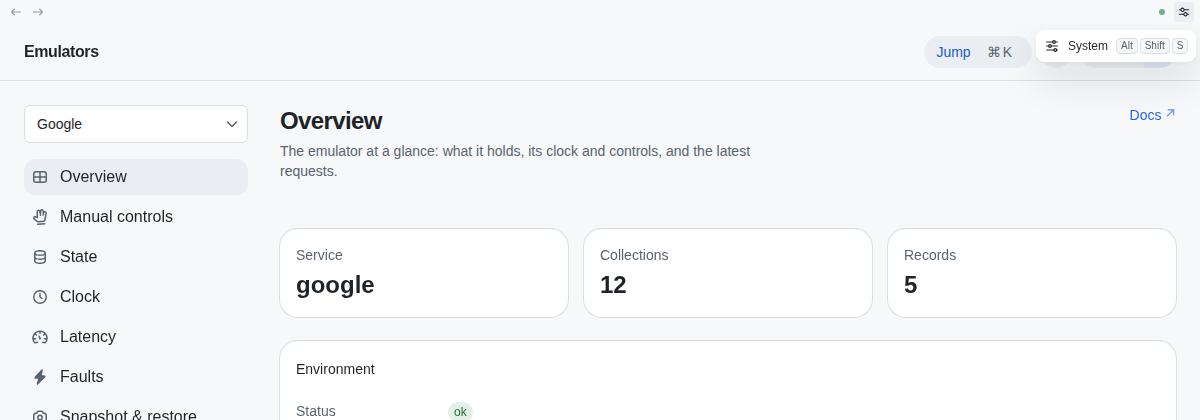 Emulators
Jump ⌘ K
System Alt Shift S
Google
Overview
Manual controls
State
Clock
Latency
Faults
Snapshot & restore
Overview
Docs
The emulator at a glance: what it holds, its clock and controls, and the latest
requests.
Service
google
Collections
12
Records
5
Environment
Status ok